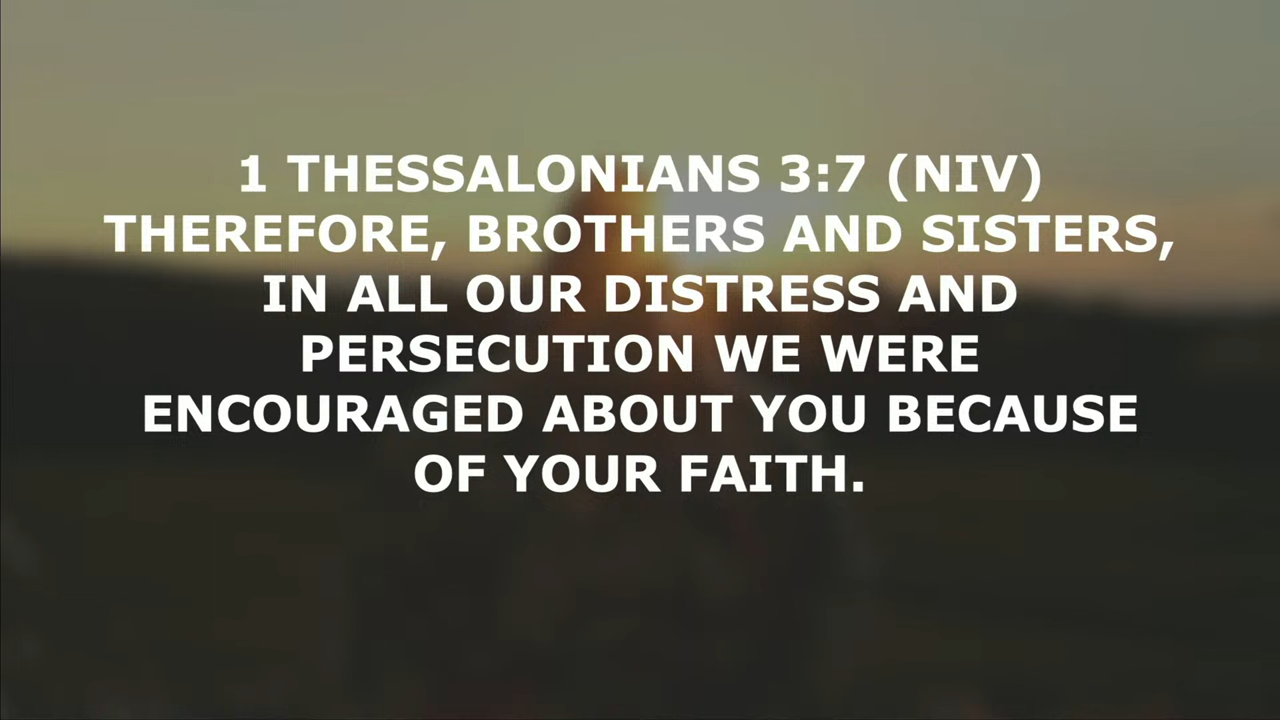 1 THESSALONIANS 3:7 (NIV)
THEREFORE, BROTHERS AND SISTERS,
IN ALL OUR DISTRESS AND
PERSECUTION WE WERE
ENCOURAGED ABOUT YOU BECAUSE
OF YOUR FAITH.